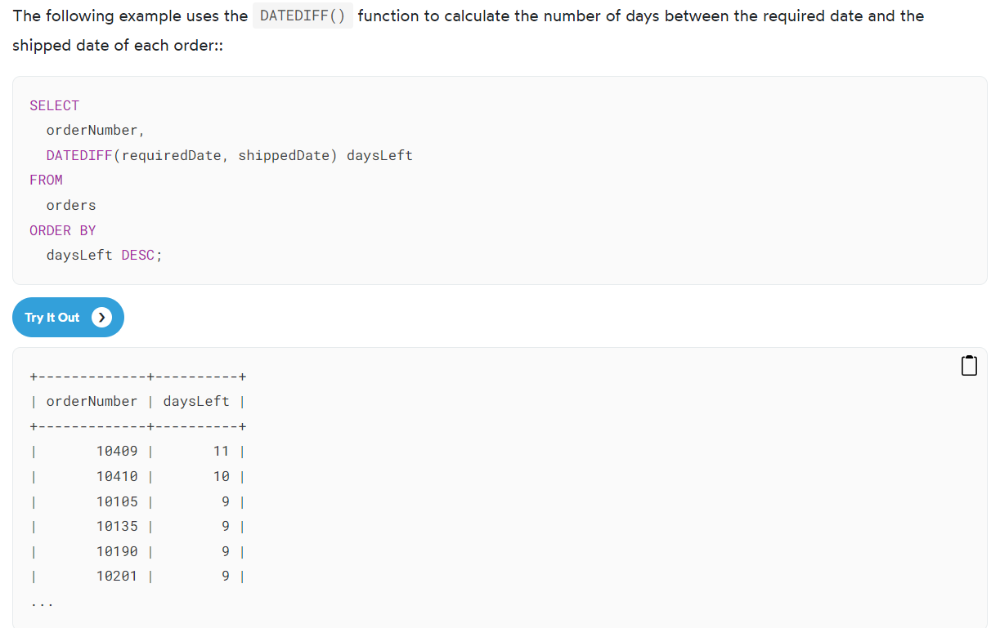 The following example uses the DATEDIFF() function to calculate the number of days between the required date and the
shipped date of each order::
SELECT
  orderNumber,
  DATEDIFF(requiredDate, shippedDate) daysLeft
FROM
  orders
ORDER BY
  daysLeft DESC;
Try It Out
+-------------+----------+
| orderNumber | daysLeft |
+-------------+----------+
|       10409 |       11 |
|       10410 |       10 |
|       10105 |        9 |
|       10135 |        9 |
|       10190 |        9 |
|       10201 |        9 |
...